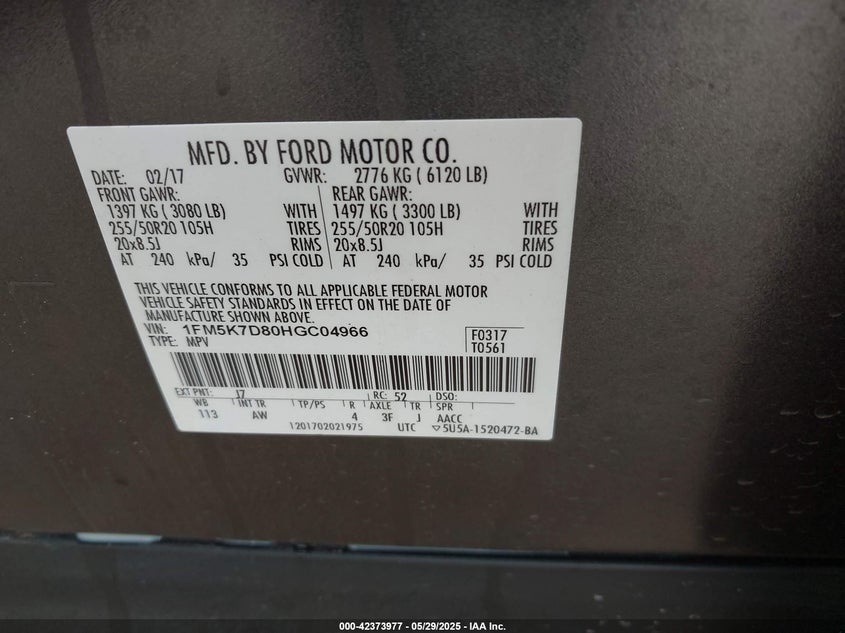 MFD. BY FORD MOTOR CO.
DATE: 02/17 GVWR: 2776 KG ( 6120 LB)
FRONT GAWR: REAR GAWR:
1397 KG ( 3080 LB) WITH 1497 KG ( 3300 LB) WITH
255/50R20 105H TIRES 255/50R20 105H TIRES
20x8.5J RIMS 20x8.5J RIMS
AT 240 kPa/ 35 PSI COLD AT 240 kPa/ 35 PSI COLD
THIS VEHICLE CONFORMS TO ALL APPLICABLE FEDERAL MOTOR
VEHICLE SAFETY STANDARDS IN EFFECT ON THE DATE OF
MANUFACTURE SHOWN ABOVE.
VIN: 1FM5K7D80HGC04966 F0317
TYPE: MPV T0561
EXT PNT: J7 RC: 52 DSO:
WB INT TR TP/PS R AXLE TR SPR
113 AW 4 3F J AACC
1201702021975 UTC ▽5U5A-1520472-BA
000-42373977 - 05/29/2025 - IAA Inc.